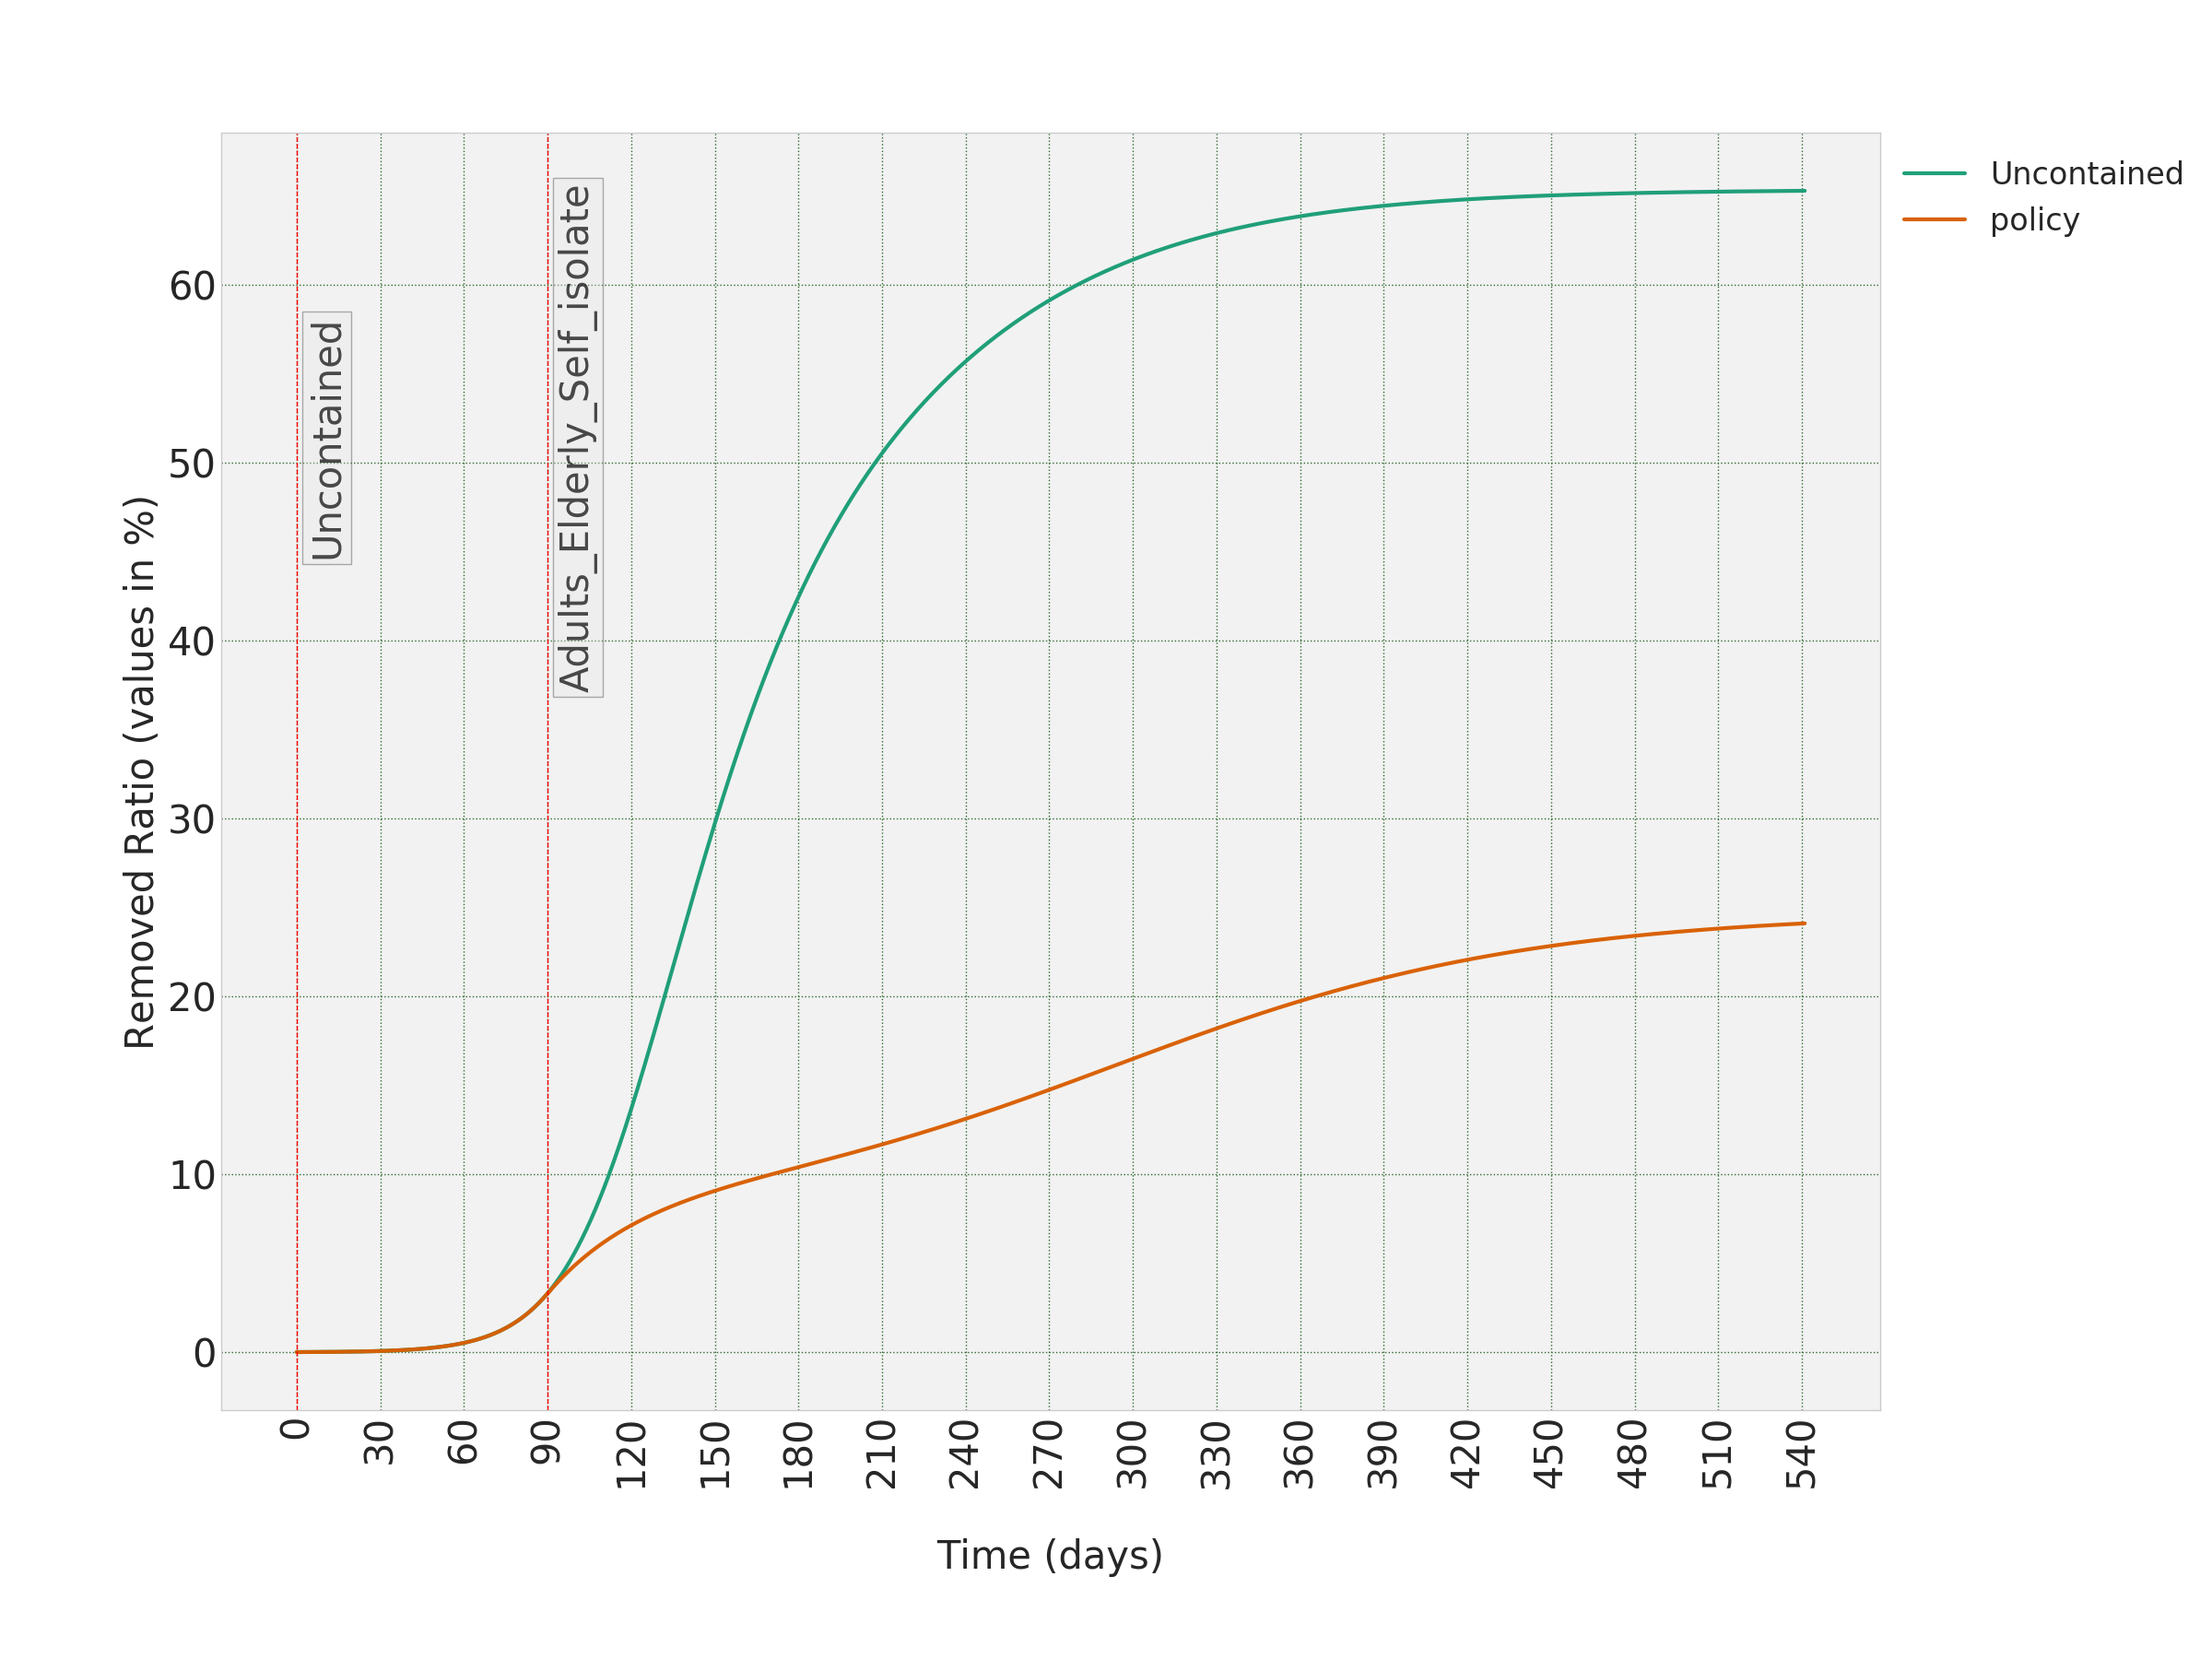 Uncontained
policy
Uncontained
Adults_Elderly_Self_isolate
Removed Ratio (values in %)
60
50
40
30
20
10
0
0 30 60 90 120 150 180 210 240 270 300 330 360 390 420 450 480 510 540
Time (days)